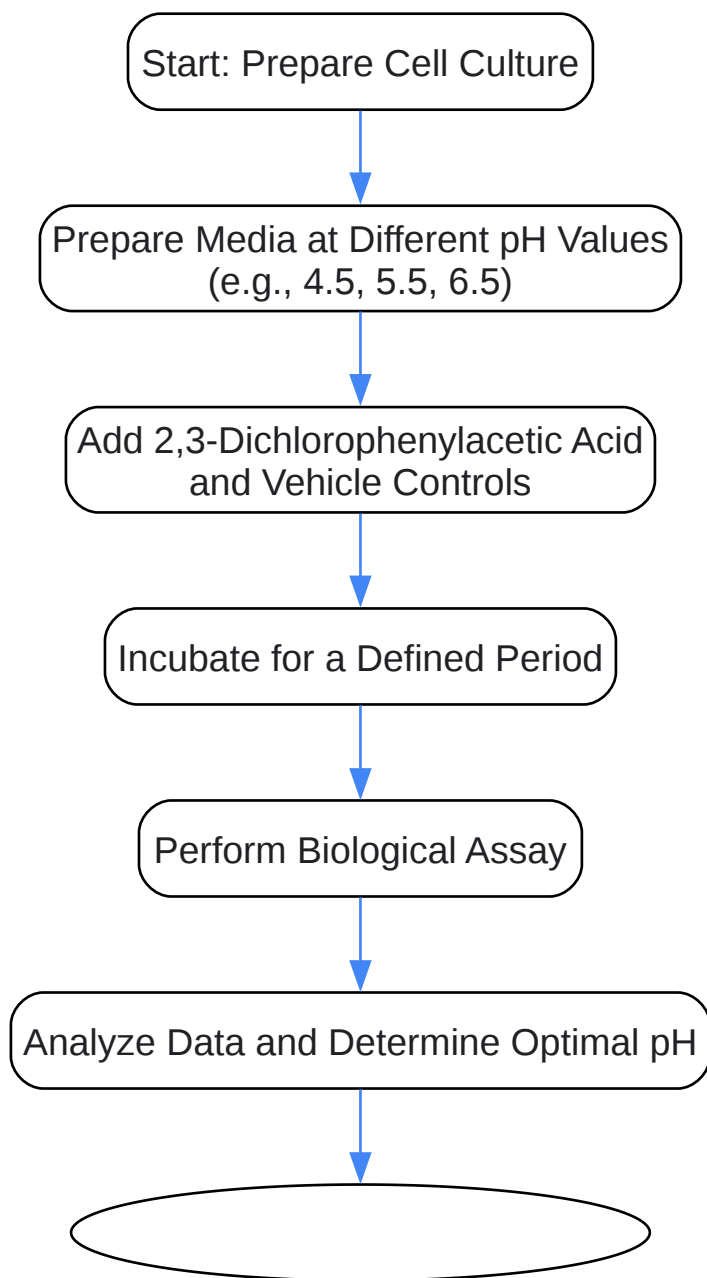 Start: Prepare Cell Culture
Prepare Media at Different pH Values
(e.g., 4.5, 5.5, 6.5)
Add 2,3-Dichlorophenylacetic Acid
and Vehicle Controls
Incubate for a Defined Period
Perform Biological Assay
Analyze Data and Determine Optimal pH